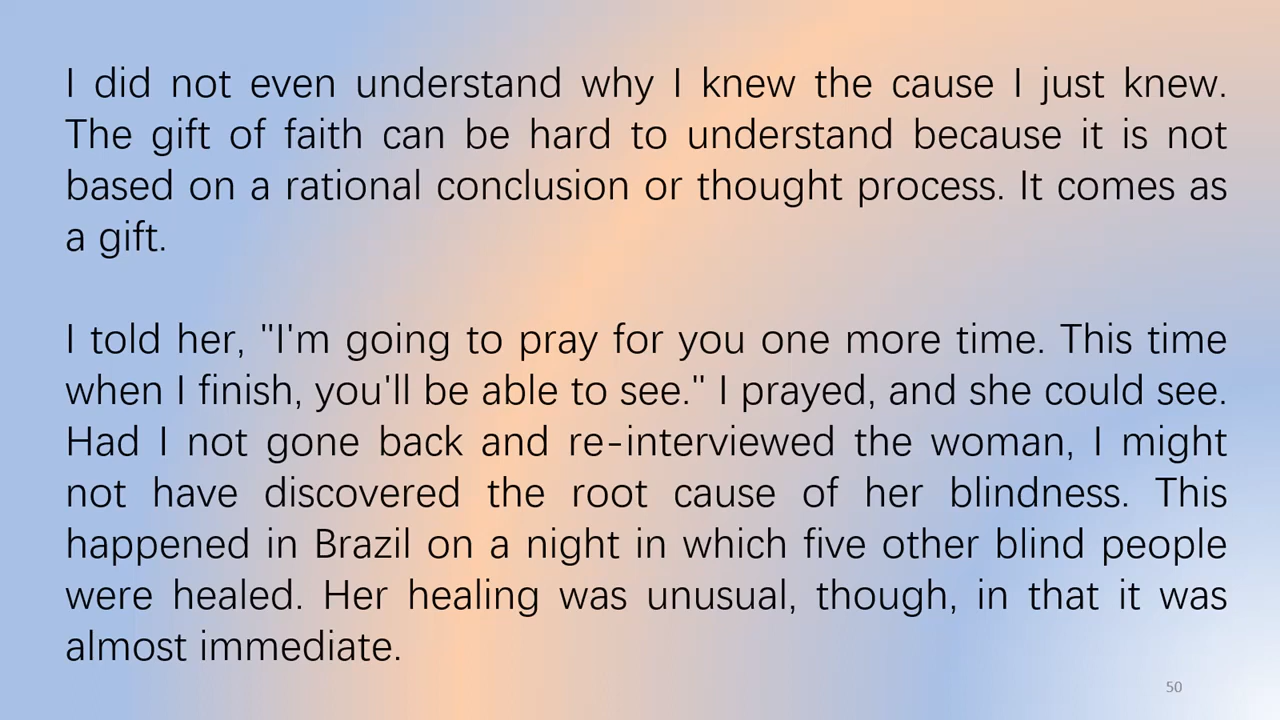 I did not even understand why I knew the cause I just knew.
The gift of faith can be hard to understand because it is not
based on a rational conclusion or thought process. It comes as
a gift.
I told her, "I'm going to pray for you one more time. This time
when I finish, you'll be able to see." I prayed, and she could see.
Had I not gone back and re-interviewed the woman, I might
not have discovered the root cause of her blindness. This
happened in Brazil on a night in which five other blind people
were healed. Her healing was unusual, though, in that it was
almost immediate.
50